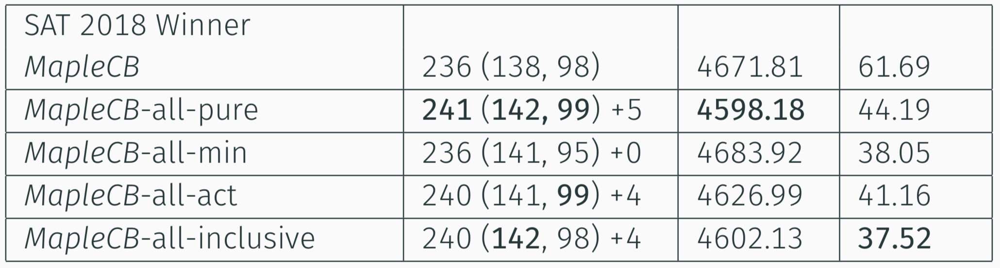 SAT 2018 Winner
MapleCB 236 (138, 98) 4671.81 61.69
MapleCB-all-pure 241 (142, 99) +5 4598.18 44.19
MapleCB-all-min 236 (141, 95) +0 4683.92 38.05
MapleCB-all-act 240 (141, 99) +4 4626.99 41.16
MapleCB-all-inclusive 240 (142, 98) +4 4602.13 37.52